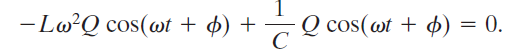 −Lω²Q cos(ωt + ϕ) + 1/C Q cos(ωt + ϕ) = 0.